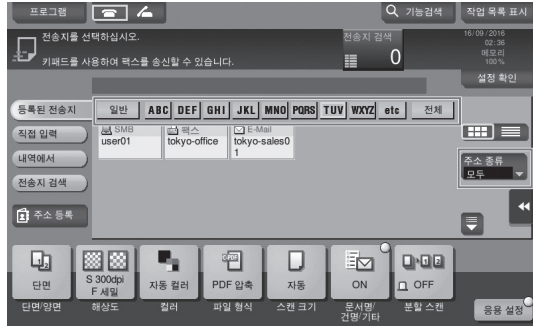 프로그램
기능검색
작업 목록 표시
전송지를 선택하십시오.
키패드를 사용하여 팩스를 송신할 수 있습니다.
전송지 검색
0
16/09/2016
02:36
메모리
100%
설정 확인
등록된 전송지
일반 ABC DEF GHI JKL MNO PQRS TUV WXYZ etc 전체
직접 입력
내역에서
전송지 검색
주소 등록
SMB
user01
팩스
tokyo-office
E-Mail
tokyo-sales0
1
주소 종류
모두
단면
S 300dpi
F 세밀
자동 컬러
PDF 압축
자동
ON
OFF
단면/양면
해상도
컬러
파일 형식
스캔 크기
문서명/
건명/기타
분할 스캔
응용 설정